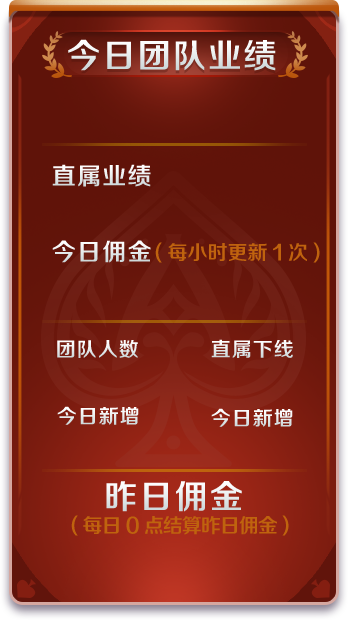 今日团队业绩
直属业绩
今日佣金(每小时更新1次)
团队人数 直属下线
今日新增 今日新增
昨日佣金
(每日0点结算昨日佣金)